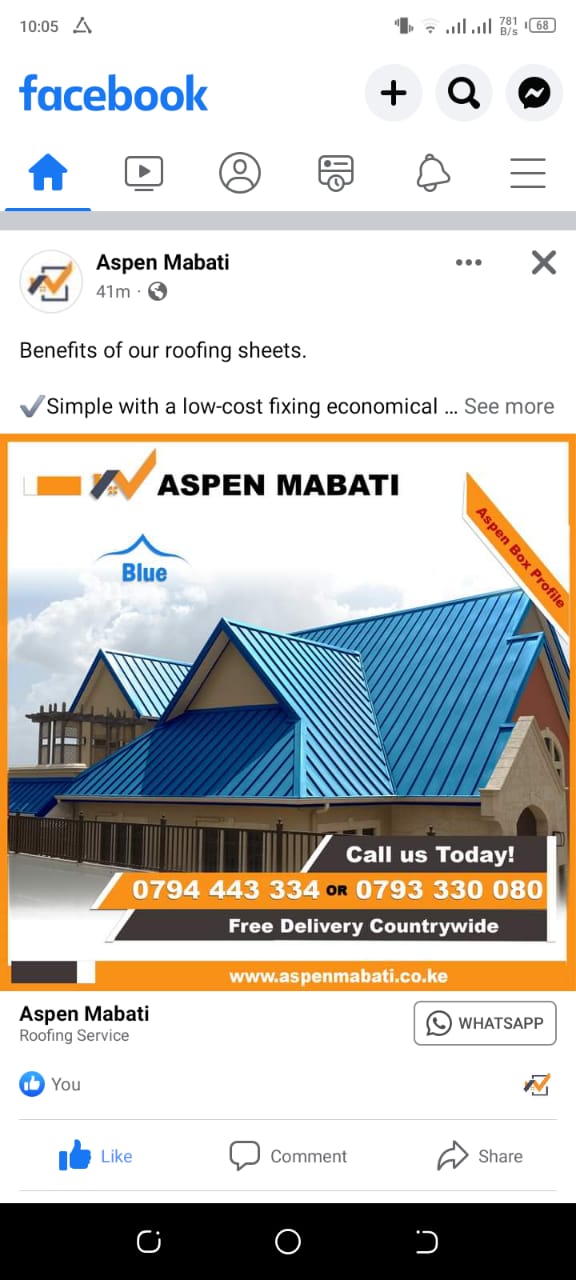 10:05
781
B/s
68
facebook
Aspen Mabati
41m ·
Benefits of our roofing sheets.
✔Simple with a low-cost fixing economical ... See more
ASPEN MABATI
Aspen Box Profile
Blue
Call us Today!
0794 443 334 OR 0793 330 080
Free Delivery Countrywide
www.aspenmabati.co.ke
Aspen Mabati
Roofing Service
WHATSAPP
You
Like
Comment
Share